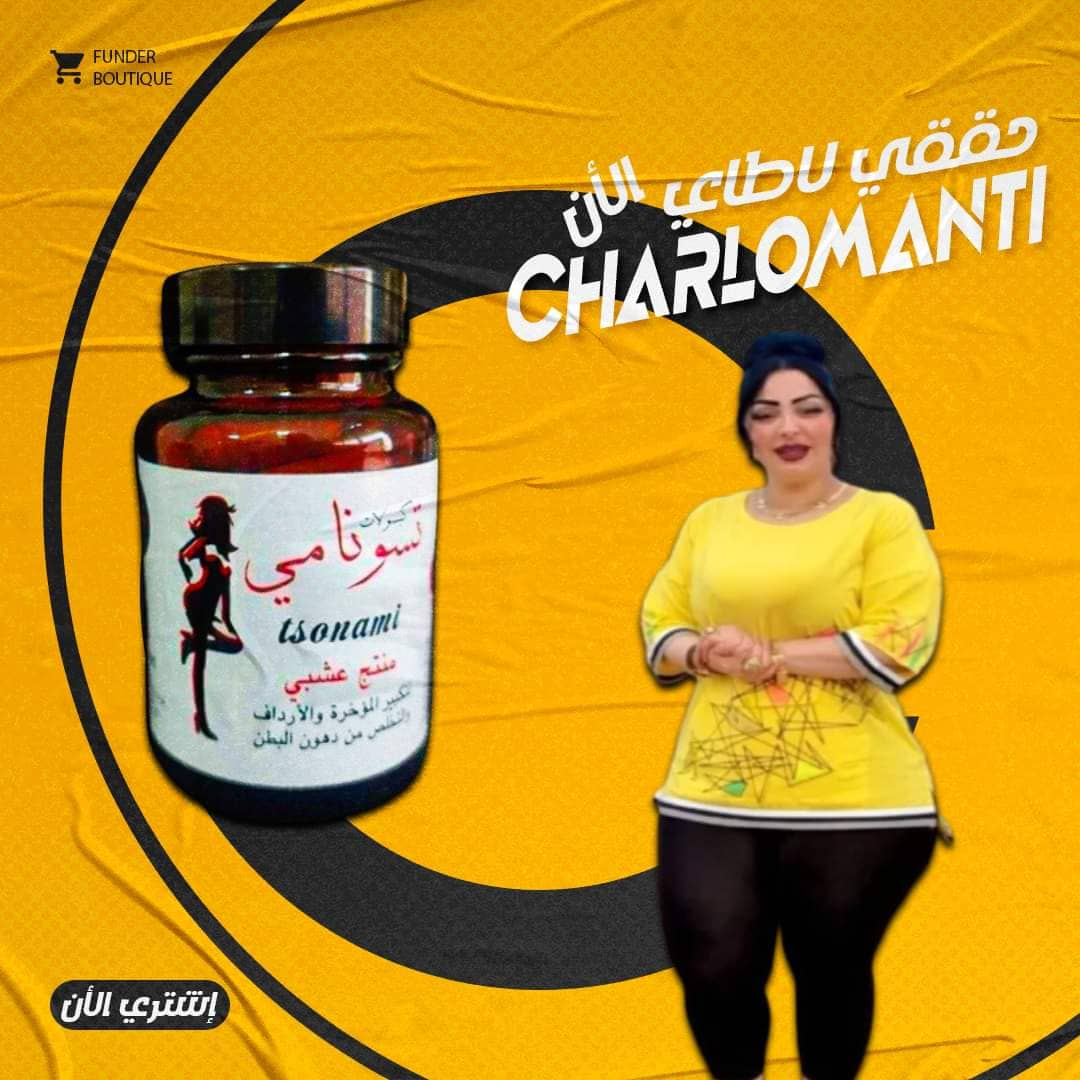 FUNDER
BOUTIQUE
حققي لاطاي الأن
CHARLOMANTI
كبسولات
تسونامي
tsonami
منتج عشبي
لتكبير المؤخرة والأرداف
والتخلص من دهون البطن
إشتري الأن